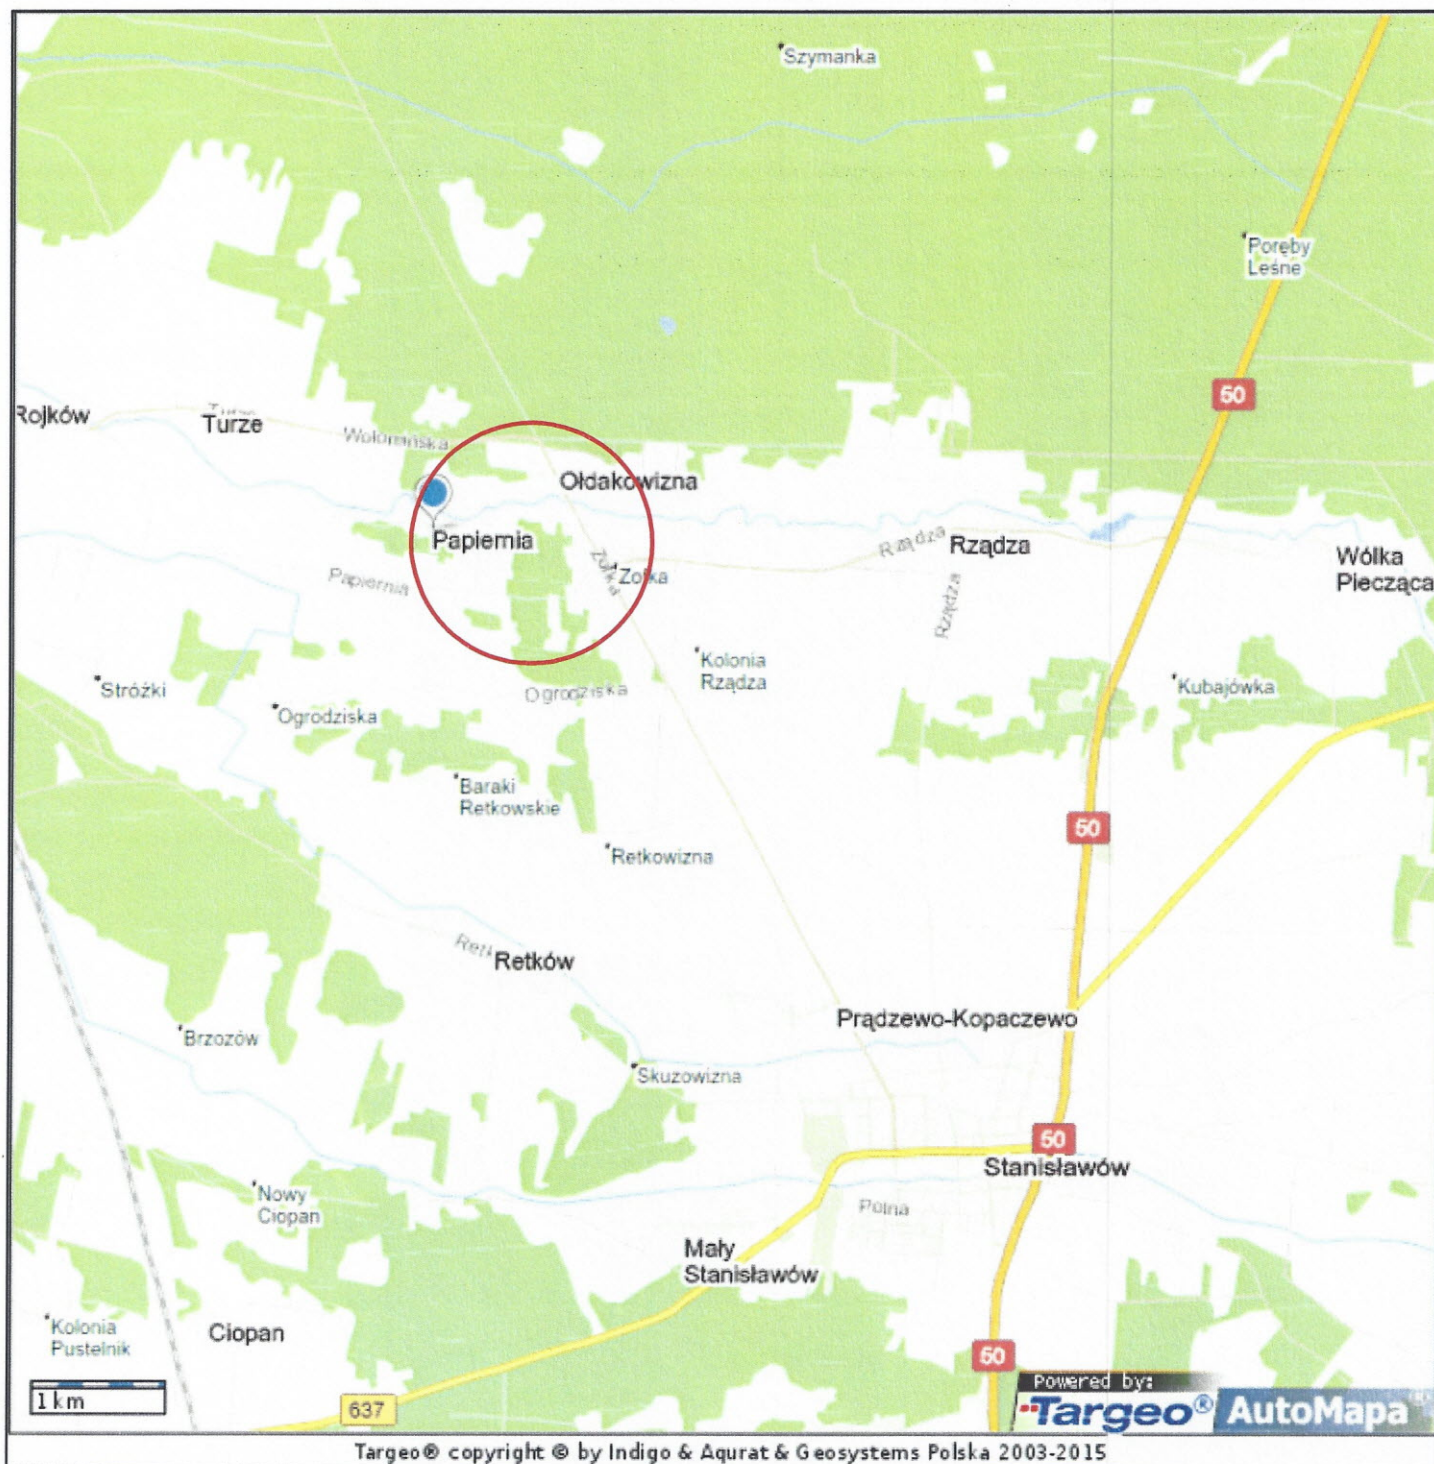 Szymanka
Poręby
Leśne
50
Rojków
Turze
Wołomińska
Ołdakowizna
Papiernia
Rządza
Rządza
Wólka
Piecząca
Zofka
Zofka
Papiernia
Rządza
Kolonia
Rządza
Stróżki
Ogrodziska
Kubajówka
Ogrodziska
Baraki
Retkowskie
50
Retkowizna
Retków
Prądzewo-Kopaczewo
Brzozów
Skuzowizna
50
Stanisławów
Nowy
Ciopan
Polna
Mały
Stanisławów
Kolonia
Pustelnik
Ciopan
50
1 km
637
Powered by:
Targeo® AutoMapa®
Targeo® copyright © by Indigo & Aqurat & Geosystems Polska 2003-2015